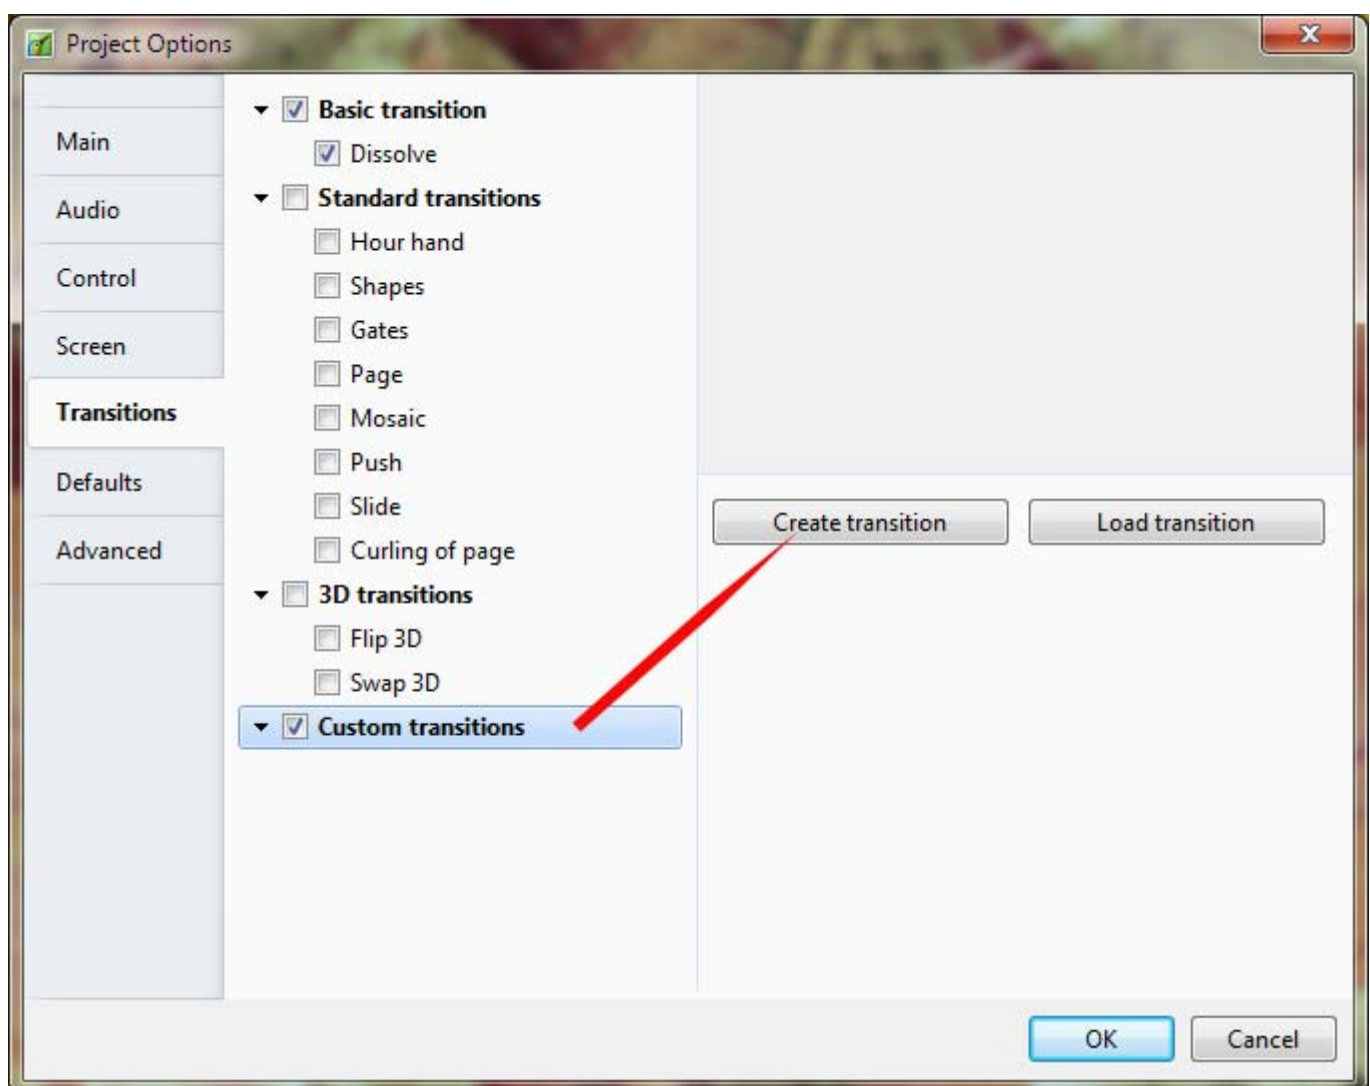 Project Options
Main
Audio
Control
Screen
Transitions
Defaults
Advanced
Basic transition
Dissolve
Standard transitions
Hour hand
Shapes
Gates
Page
Mosaic
Push
Slide
Curling of page
3D transitions
Flip 3D
Swap 3D
Custom transitions
Create transition
Load transition
OK
Cancel